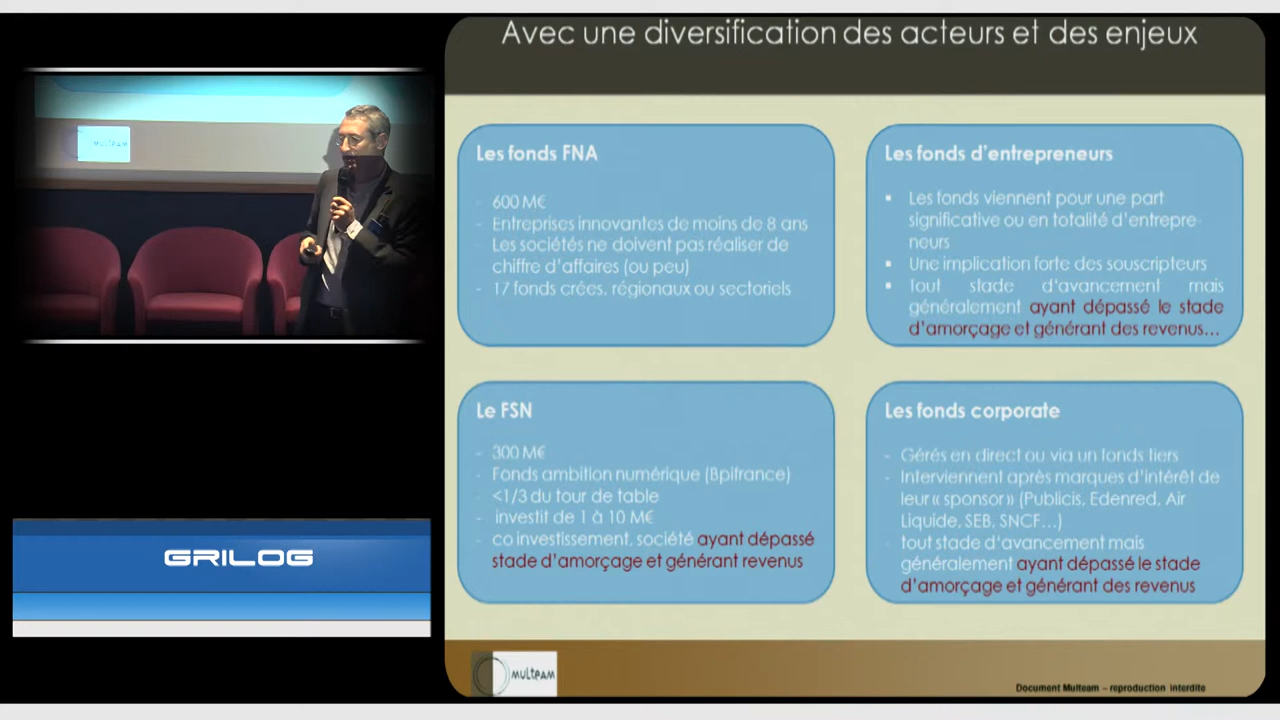 Avec une diversification des acteurs et des enjeux
MULTEAM
Les fonds FNA
- 600 M€
- Entreprises innovantes de moins de 8 ans
- Les sociétés ne doivent pas réaliser de
chiffre d'affaires (ou peu)
- 17 fonds crées, régionaux ou sectoriels
Les fonds d'entrepreneurs
▪ Les fonds viennent pour une part
significative ou en totalité d'entrepre-
neurs
▪ Une implication forte des souscripteurs
▪ Tout stade d'avancement mais
généralement ayant dépassé le stade
d'amorçage et générant des revenus...
Le FSN
- 300 M€
- Fonds ambition numérique (Bpifrance)
- <1/3 du tour de table
- investit de 1 à 10 M€
- co investissement, société ayant dépassé
stade d'amorçage et générant revenus
Les fonds corporate
- Gérés en direct ou via un fonds tiers
- Interviennent après marques d'intérêt de
leur « sponsor » (Publicis, Edenred, Air
Liquide, SEB, SNCF...)
- tout stade d'avancement mais
généralement ayant dépassé le stade
d'amorçage et générant des revenus
GRILOG
MULTEAM
Document Multeam – reproduction interdite